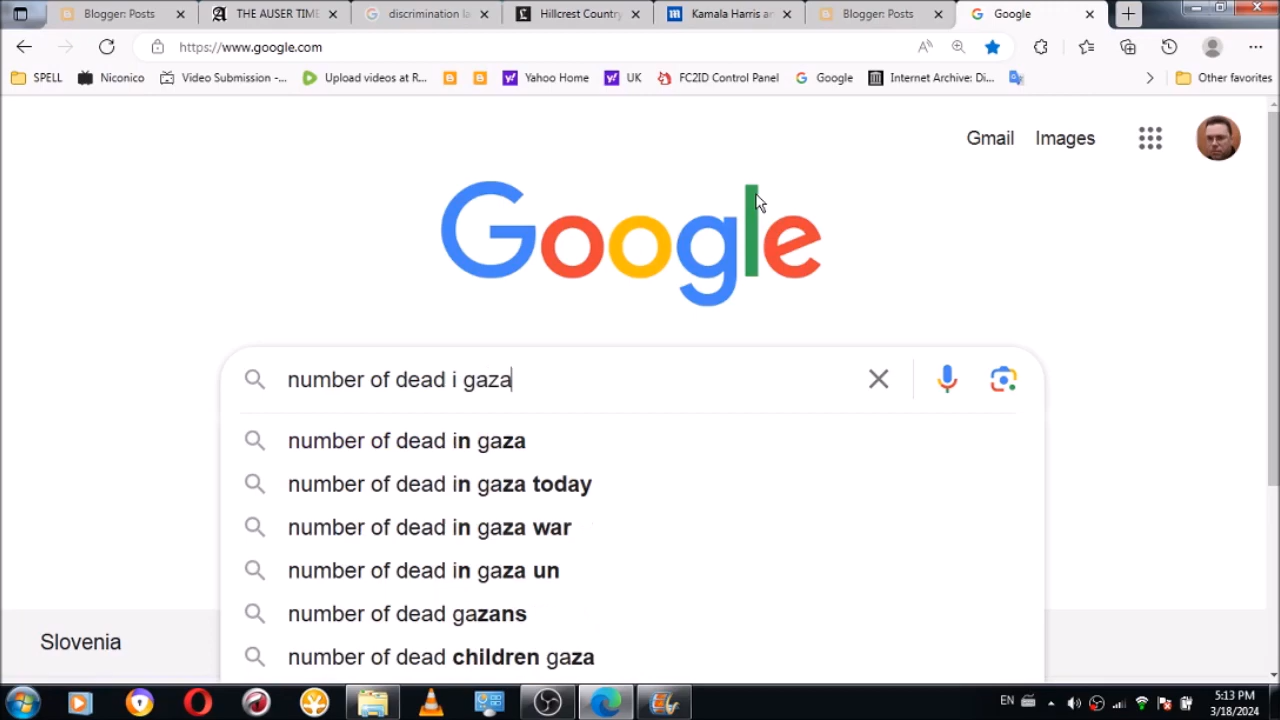 Blogger: Posts
THE AUSER TIME
discrimination la
Hillcrest Country
Kamala Harris an
Blogger: Posts
Google
https://www.google.com
SPELL
Niconico
Video Submission -...
Upload videos at R...
Yahoo Home
UK
FC2ID Control Panel
Google
Internet Archive: Di...
Other favorites
Gmail
Images
Google
number of dead i gaza
number of dead in gaza
number of dead in gaza today
number of dead in gaza war
number of dead in gaza un
number of dead gazans
number of dead children gaza
Slovenia
EN
5:13 PM
3/18/2024